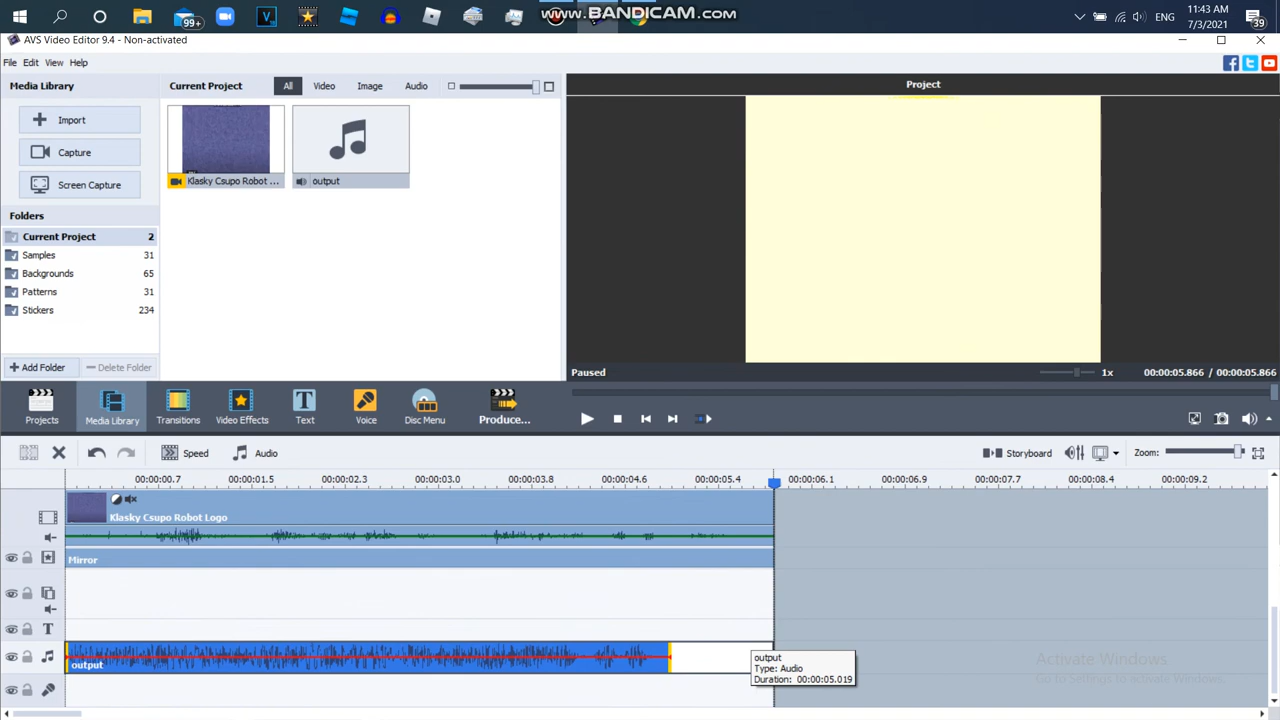 www.BANDICAM.com
99+
ENG
11:43 AM
7/3/2021
39
AVS Video Editor 9.4 - Non-activated
File Edit View Help
Media Library
Current Project
All Video Image Audio
Project
Import
Capture
Screen Capture
Klasky Csupo Robot ...
output
Folders
Current Project 2
Samples 31
Backgrounds 65
Patterns 31
Stickers 234
+ Add Folder
− Delete Folder
Paused
1x
00:00:05.866 / 00:00:05.866
Projects
Media Library
Transitions
Video Effects
Text
Voice
Disc Menu
Produce...
Speed
Audio
Storyboard
Zoom:
00:00:00.7 00:00:01.5 00:00:02.3 00:00:03.0 00:00:03.8 00:00:04.6 00:00:05.4 00:00:06.1 00:00:06.9 00:00:07.7 00:00:08.4 00:00:09.2
Klasky Csupo Robot Logo
Mirror
output
output
Type: Audio
Duration: 00:00:05.019
Activate Windows
Go to Settings to activate Windows.